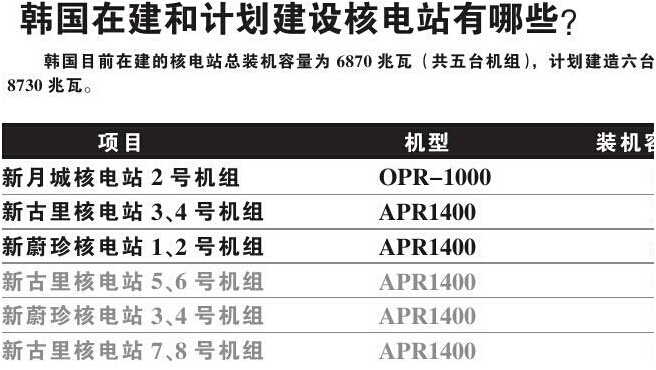 韩国在建和计划建设核电站有哪些?
韩国目前在建的核电站总装机容量为 6870 兆瓦（共五台机组），计划建造六台
8730 兆瓦。
项目 机型 装机容
新月城核电站 2 号机组 OPR-1000
新古里核电站 3、4 号机组 APR1400
新蔚珍核电站 1、2 号机组 APR1400
新古里核电站 5、6 号机组 APR1400
新蔚珍核电站 3、4 号机组 APR1400
新古里核电站 7、8 号机组 APR1400